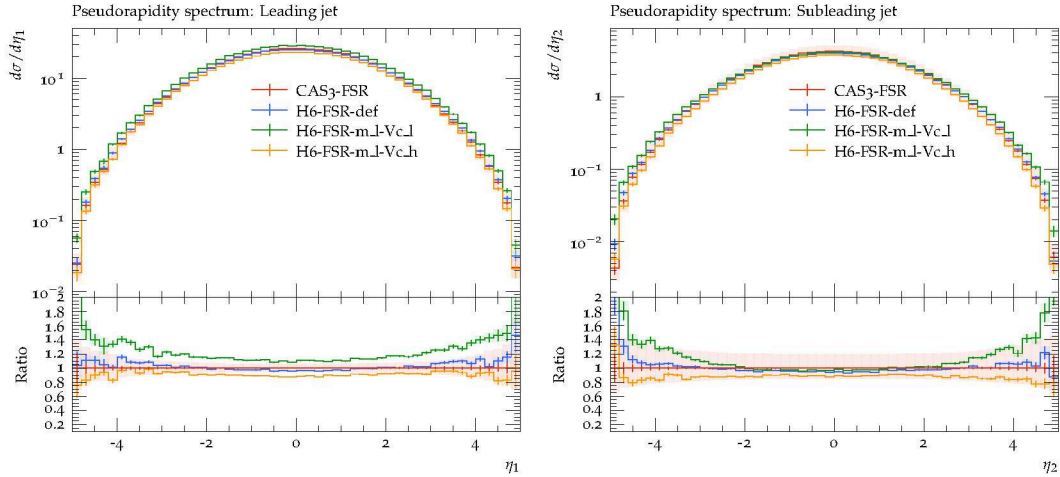 Pseudorapidity spectrum: Leading jet
dσ/dη1
10^1
1
10^−1
10^−2
CAS3-FSR
H6-FSR-def
H6-FSR-m_l-Vc_l
H6-FSR-m_l-Vc_h
Ratio
2
1.8
1.6
1.4
1.2
1
0.8
0.6
0.4
0.2
-4
-2
0
2
4
η1
Pseudorapidity spectrum: Subleading jet
dσ/dη2
1
10^−1
10^−2
CAS3-FSR
H6-FSR-def
H6-FSR-m_l-Vc_l
H6-FSR-m_l-Vc_h
Ratio
2
1.8
1.6
1.4
1.2
1
0.8
0.6
0.4
0.2
-4
-2
0
2
4
η2